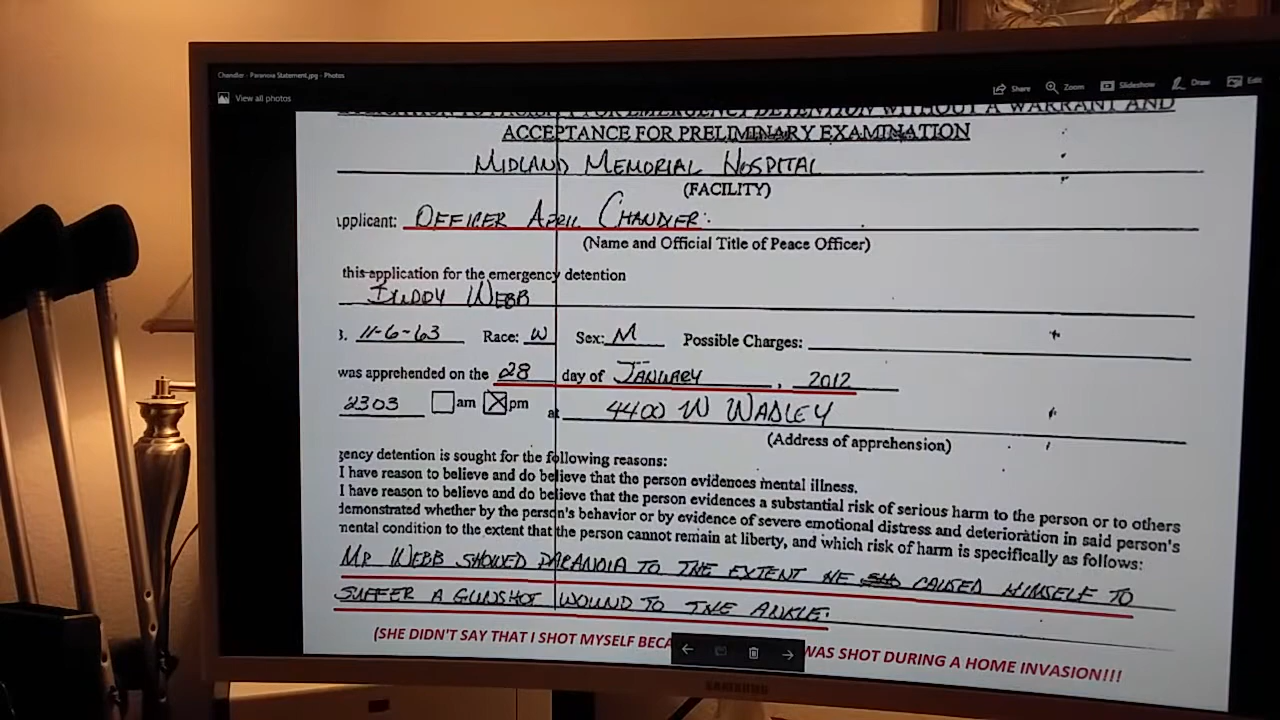 Chandler - Paranoia Statement.jpg - Photos
View all photos
Share Zoom Slideshow Draw Edit
FOR EMERGENCY DETENTION WITHOUT A WARRANT AND
ACCEPTANCE FOR PRELIMINARY EXAMINATION
MIDLAND MEMORIAL HOSPITAL
(FACILITY)
applicant: OFFICER APRIL CHANDLER
(Name and Official Title of Peace Officer)
this application for the emergency detention
WEBB
3. 11-6-63 Race: W Sex: M Possible Charges:
was apprehended on the 28 day of JANUARY, 2012
2303 am pm at 4400 W WADLEY
(Address of apprehension)
gency detention is sought for the following reasons:
I have reason to believe and do believe that the person evidences mental illness.
I have reason to believe and do believe that the person evidences a substantial risk of serious harm to the person or to others
demonstrated whether by the person's behavior or by evidence of severe emotional distress and deterioration in said person's
mental condition to the extent that the person cannot remain at liberty, and which risk of harm is specifically as follows:
MR WEBB SHOWED PARANOIA TO THE EXTENT HE CAUSED HIMSELF TO
SUFFER A GUNSHOT WOUND TO THE ANKLE.
(SHE DIDN'T SAY THAT I SHOT MYSELF BECA WAS SHOT DURING A HOME INVASION!!!
SAMSUNG